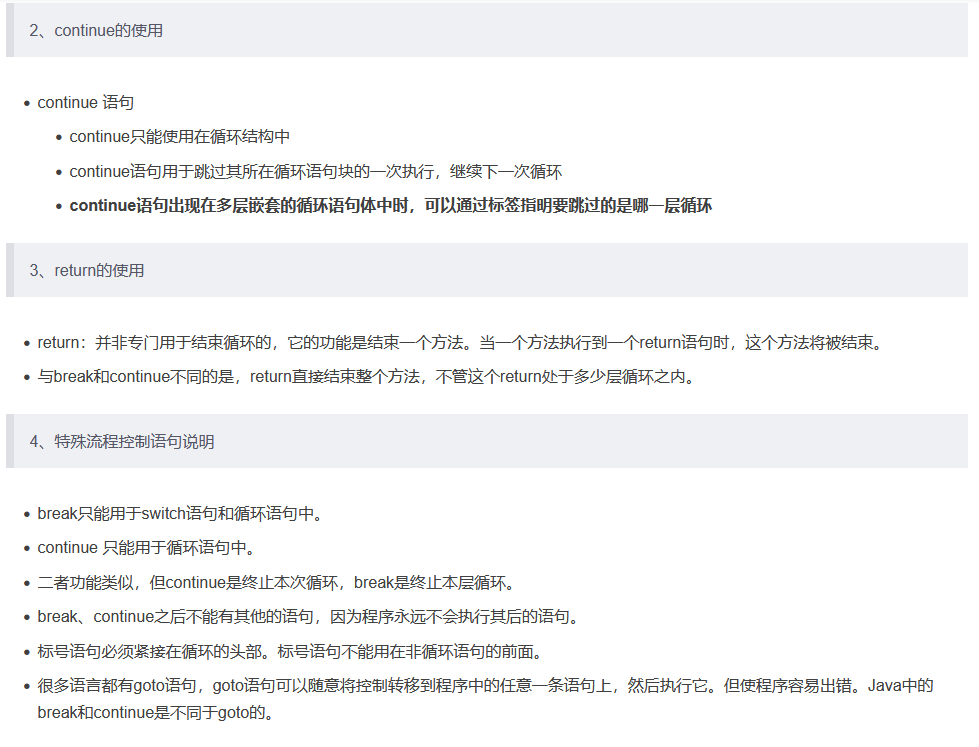 2、continue的使用
continue 语句
continue只能使用在循环结构中
continue语句用于跳过其所在循环语句块的一次执行，继续下一次循环
continue语句出现在多层嵌套的循环语句体中时，可以通过标签指明要跳过的是哪一层循环
3、return的使用
return：并非专门用于结束循环的，它的功能是结束一个方法。当一个方法执行到一个return语句时，这个方法将被结束。
与break和continue不同的是，return直接结束整个方法，不管这个return处于多少层循环之内。
4、特殊流程控制语句说明
break只能用于switch语句和循环语句中。
continue 只能用于循环语句中。
二者功能类似，但continue是终止本次循环，break是终止本层循环。
break、continue之后不能有其他的语句，因为程序永远不会执行其后的语句。
标号语句必须紧接在循环的头部。标号语句不能用在非循环语句的前面。
很多语言都有goto语句，goto语句可以随意将控制转移到程序中的任意一条语句上，然后执行它。但使程序容易出错。Java中的
break和continue是不同于goto的。